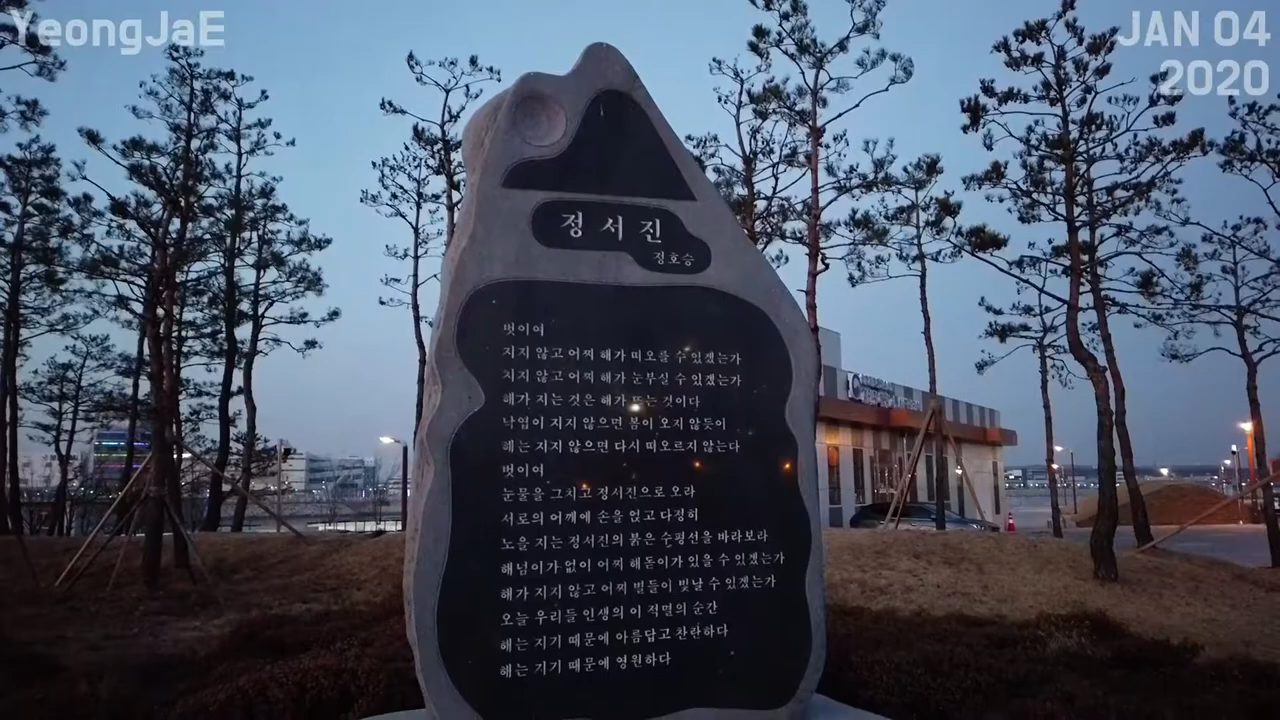 YeongJaE
JAN 04
2020
정서진
정호승
벗이여
지지 않고 어찌 해가 떠오를 수 있겠는가
지지 않고 어찌 해가 눈부실 수 있겠는가
해가 지는 것은 해가 뜨는 것이다
낙엽이 지지 않으면 봄이 오지 않듯이
해는 지지 않으면 다시 떠오르지 않는다
벗이여
눈물을 그치고 정서진으로 오라
서로의 어깨에 손을 얹고 다정히
노을 지는 정서진의 붉은 수평선을 바라보라
해넘이가 없이 어찌 해돋이가 있을 수 있겠는가
해가 지지 않고 어찌 별들이 빛날 수 있겠는가
오늘 우리들 인생의 이 적멸의 순간
해는 지기 때문에 아름답고 찬란하다
해는 지기 때문에 영원하다